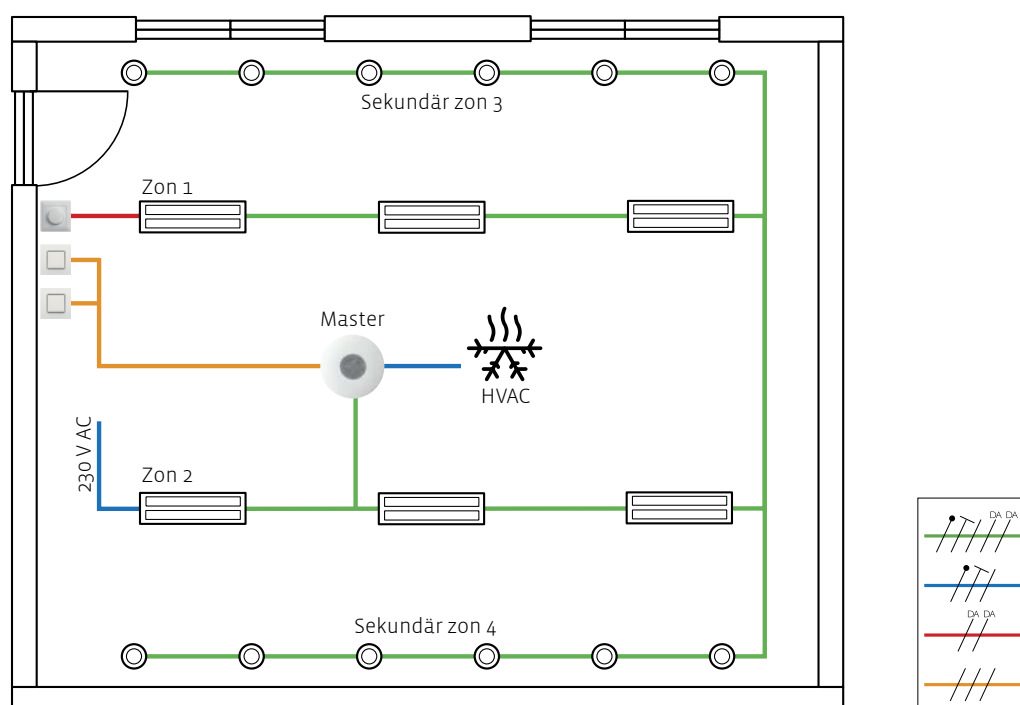 Sekundär zon 3
Zon 1
Master
HVAC
230 V AC
Zon 2
Sekundär zon 4
DA DA
DA DA